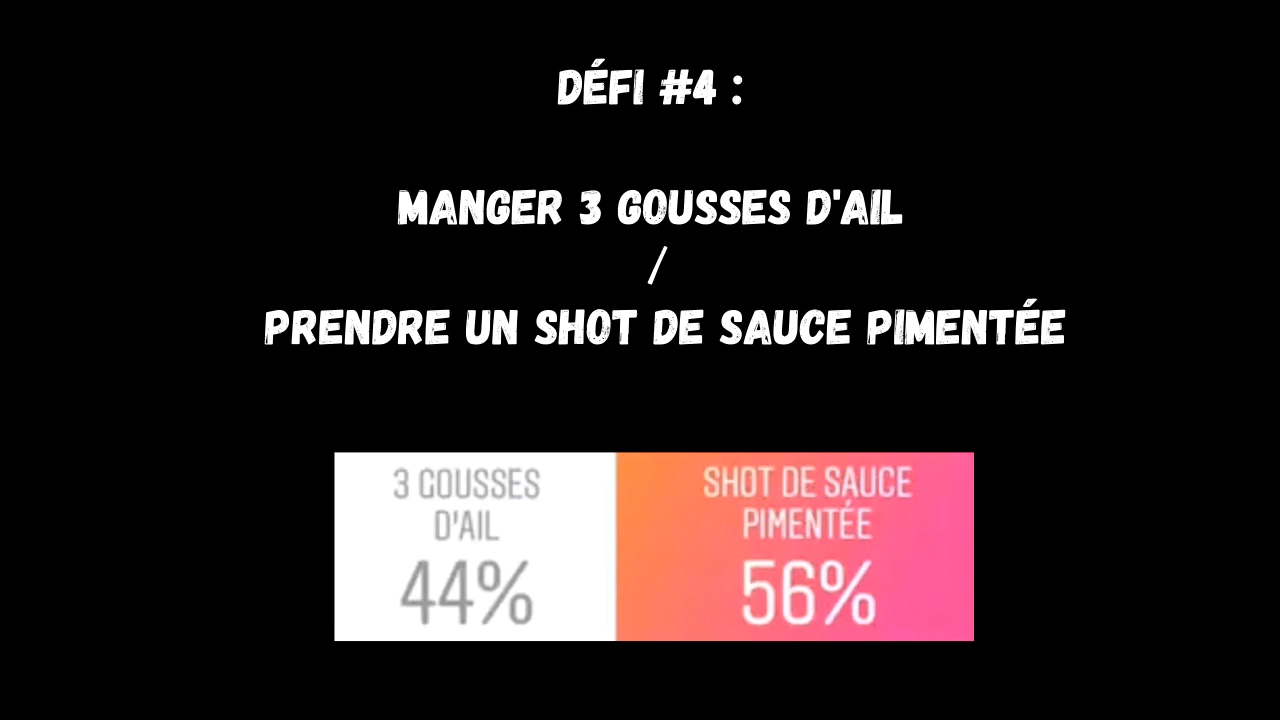 DÉFI #4 :
MANGER 3 GOUSSES D'AIL
/
PRENDRE UN SHOT DE SAUCE PIMENTÉE
3 GOUSSES
D'AIL
44%
SHOT DE SAUCE
PIMENTÉE
56%